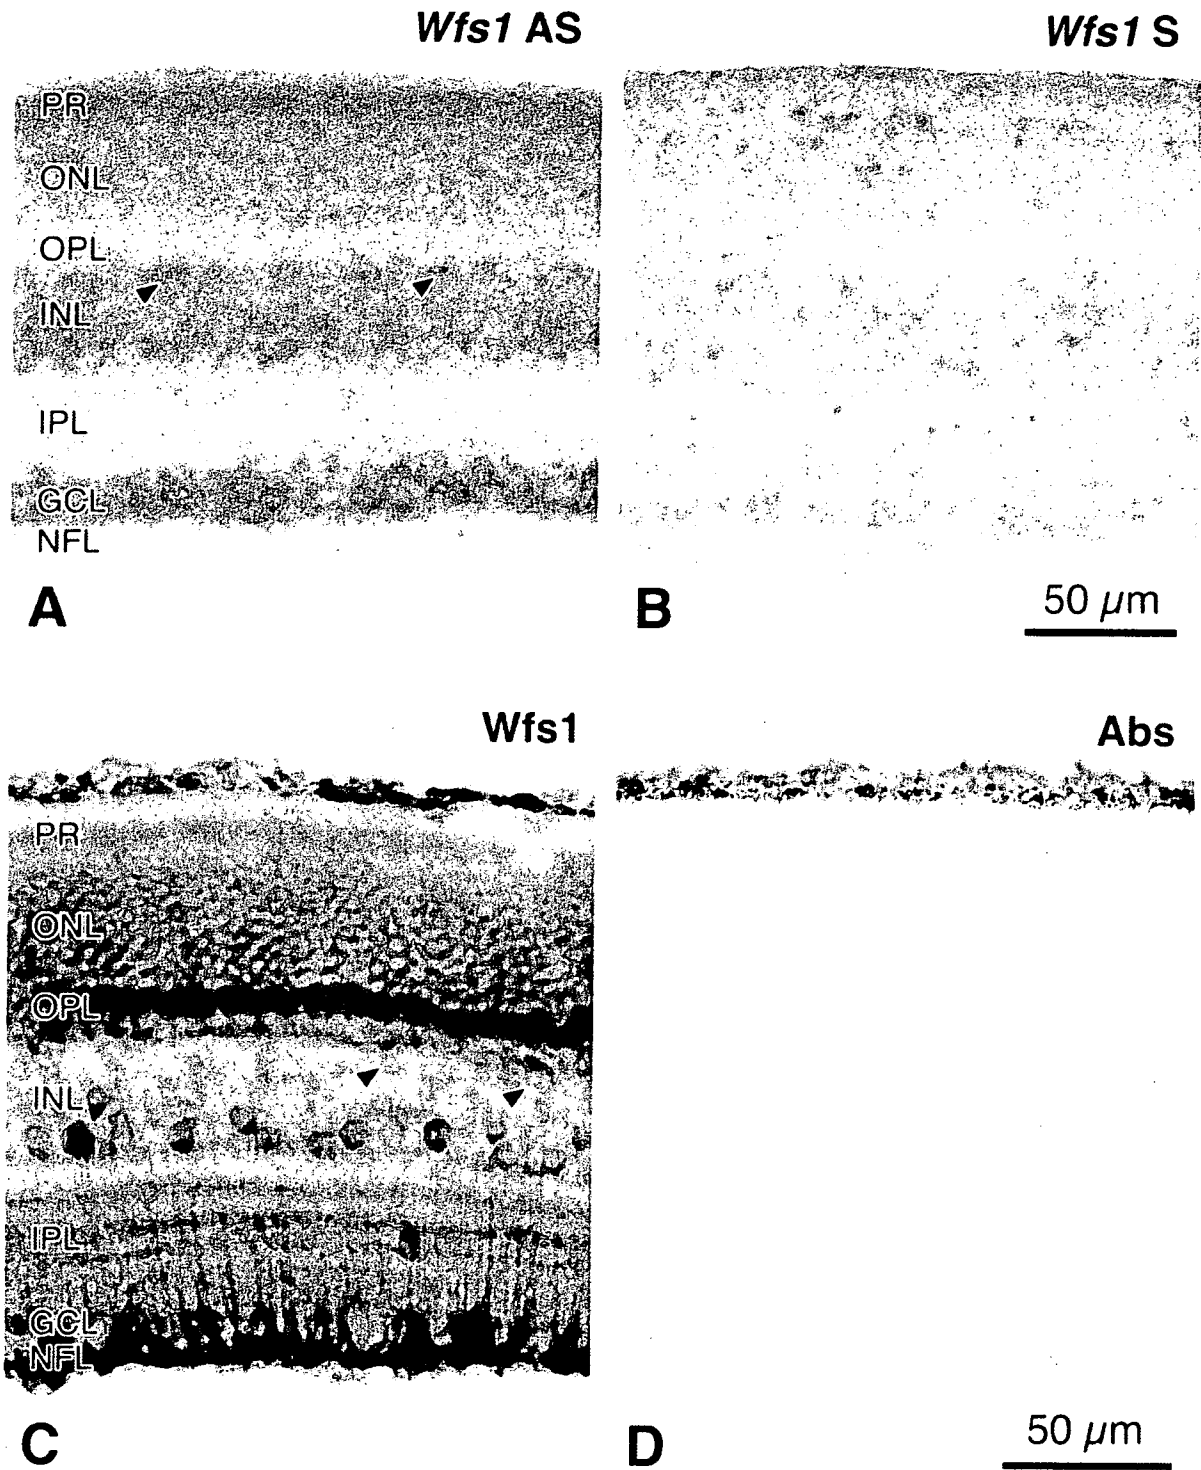 Wfs1 AS
Wfs1 S
PR
ONL
OPL
INL
IPL
GCL
NFL
A
B
50 μm
Wfs1
Abs
PR
ONL
OPL
INL
IPL
GCL
NFL
C
D
50 μm